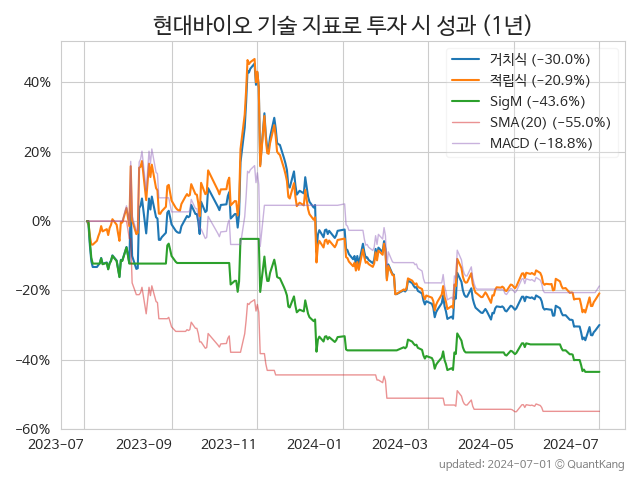 현대바이오 기술 지표로 투자 시 성과 (1년)
거치식 (−30.0%)
적립식 (−20.9%)
SigM (−43.6%)
SMA(20) (−55.0%)
MACD (−18.8%)
40%
20%
0%
−20%
−40%
−60%
2023-07 2023-09 2023-11 2024-01 2024-03 2024-05 2024-07
updated: 2024-07-01 © QuantKang